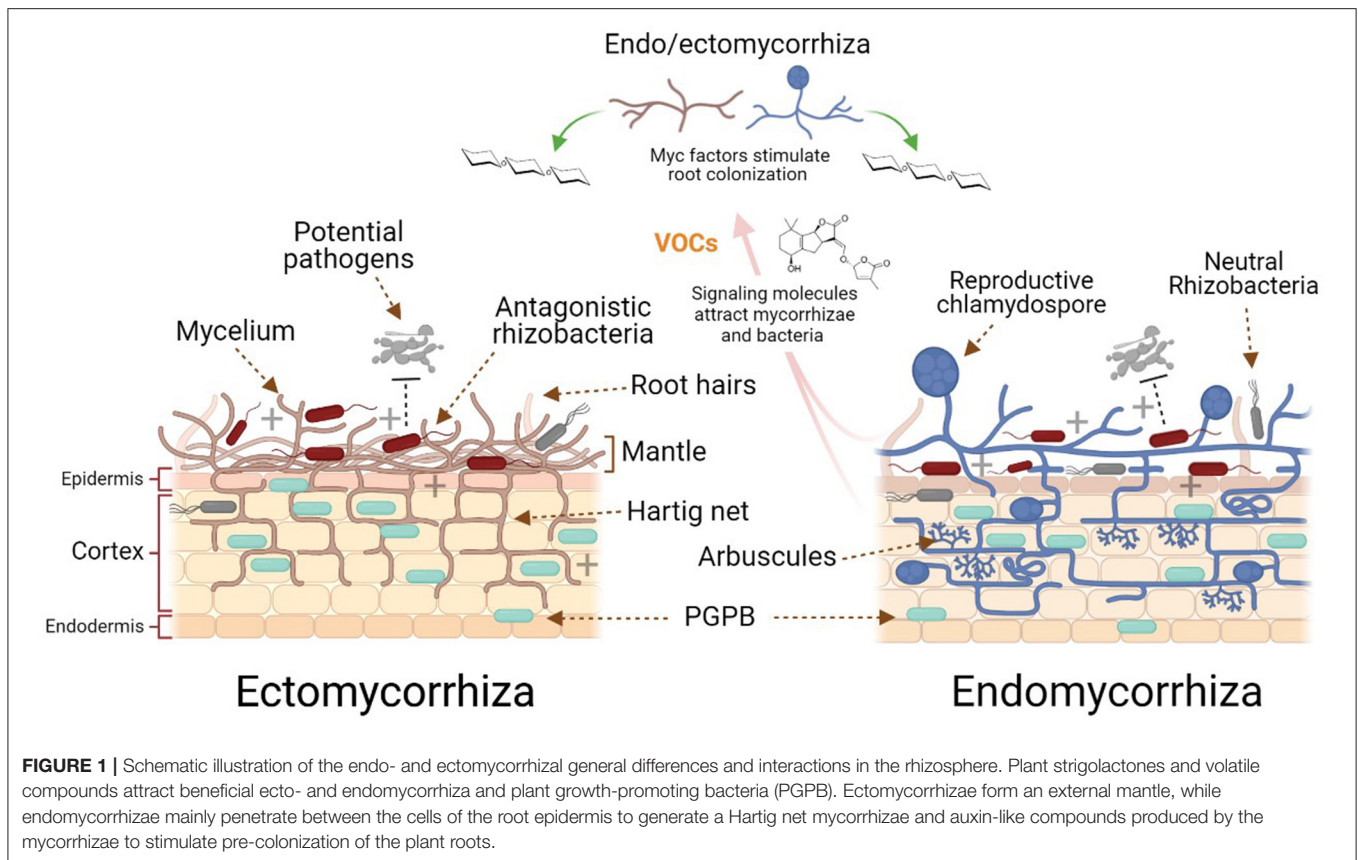 Endo/ectomycorrhiza
Myc factors stimulate
root colonization
VOCs
O
O
O
O
O
OH
Signaling molecules
attract mycorrhizae
and bacteria
Potential
pathogens
Mycelium
Antagonistic
rhizobacteria
Root hairs
Mantle
Epidermis
Hartig net
Cortex
Arbuscules
Endodermis
PGPB
Reproductive
chlamydospore
Neutral
Rhizobacteria
Ectomycorrhiza
Endomycorrhiza
FIGURE 1 | Schematic illustration of the endo- and ectomycorrhizal general differences and interactions in the rhizosphere. Plant strigolactones and volatile
compounds attract beneficial ecto- and endomycorrhiza and plant growth-promoting bacteria (PGPB). Ectomycorrhizae form an external mantle, while
endomycorrhizae mainly penetrate between the cells of the root epidermis to generate a Hartig net mycorrhizae and auxin-like compounds produced by the
mycorrhizae to stimulate pre-colonization of the plant roots.